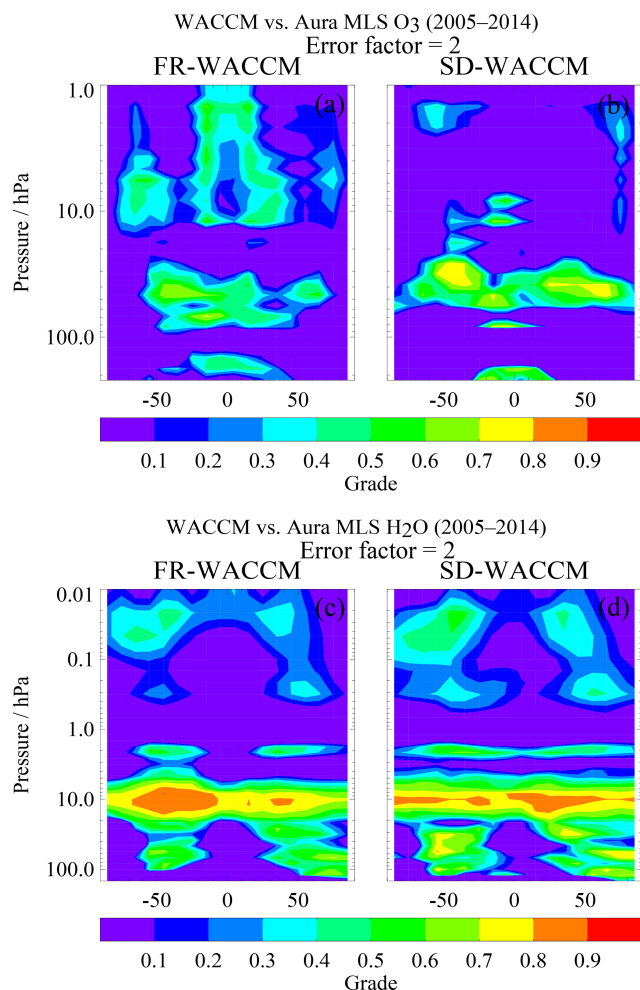 WACCM vs. Aura MLS O3 (2005–2014)
Error factor = 2
FR-WACCM SD-WACCM
(a) (b)
1.0
10.0
100.0
Pressure / hPa
-50 0 50 -50 0 50
0.1 0.2 0.3 0.4 0.5 0.6 0.7 0.8 0.9
Grade
WACCM vs. Aura MLS H2O (2005–2014)
Error factor = 2
FR-WACCM SD-WACCM
(c) (d)
0.01
0.1
1.0
10.0
100.0
Pressure / hPa
-50 0 50 -50 0 50
0.1 0.2 0.3 0.4 0.5 0.6 0.7 0.8 0.9
Grade